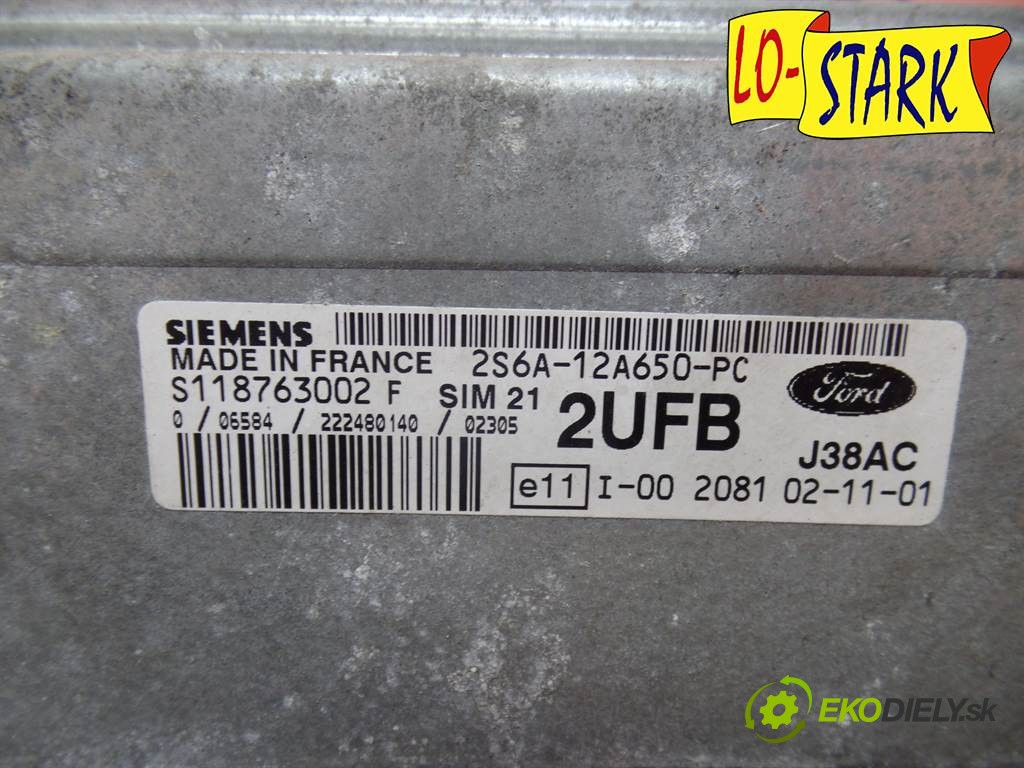 LO-STARK
SIEMENS
MADE IN FRANCE 2S6A-12A650-PC
S118763002 F SIM 21
0 / 06584 / 222480140 / 02305
2UFB
Ford
J38AC
e11 I-00 2081 02-11-01
EKODIELY.sk